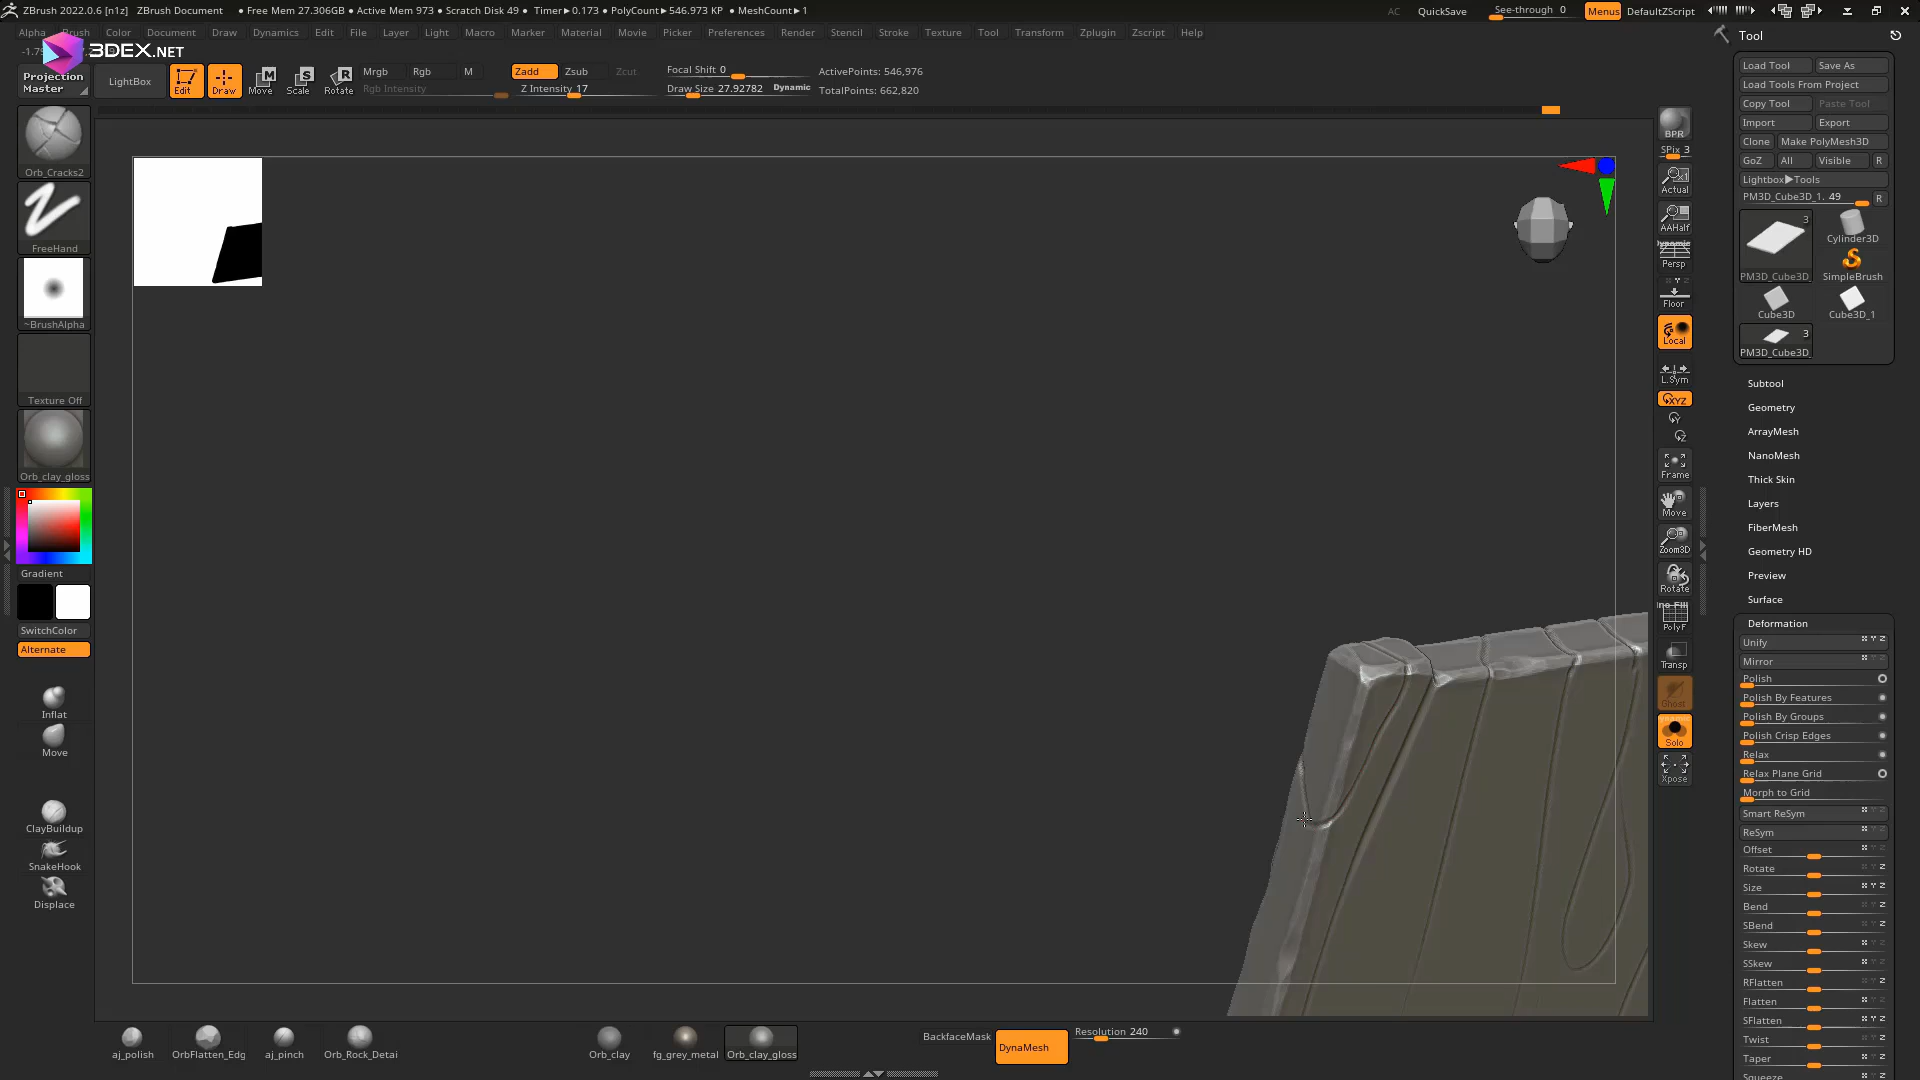 ZBrush 2022.0.6 [n1z] ZBrush Document ● Free Mem 27.306GB ● Active Mem 973 ● Scratch Disk 49 ● Timer▶0.173 ● PolyCount▶546.973 KP ● MeshCount▶1 AC QuickSave See-through 0 Menus DefaultZScript
Alpha Brush Color Document Draw Dynamics Edit File Layer Light Macro Marker Material Movie Picker Preferences Render Stencil Stroke Texture Tool Transform Zplugin Zscript Help
3DEX.NET
Projection Master
LightBox
Edit
Draw
Move
Scale
Rotate
Mrgb Rgb M
Rgb Intensity
Zadd Zsub Zcut
Z Intensity 17
Focal Shift 0
Draw Size 27.92782 Dynamic
ActivePoints: 546,976
TotalPoints: 662,820
Orb_Cracks2
FreeHand
~BrushAlpha
Texture Off
Orb_clay_gloss
Gradient
SwitchColor
Alternate
Inflat
Move
ClayBuildup
SnakeHook
Displace
BPR
SPix 3
Actual
AAHalf
Persp
Floor
Local
L.Sym
XYZ
Frame
Move
Zoom3D
Rotate
PolyF
Transp
Ghost
Solo
Xpose
Tool
Load Tool Save As
Load Tools From Project
Copy Tool Paste Tool
Import Export
Clone Make PolyMesh3D
GoZ All Visible R
Lightbox▶Tools
PM3D_Cube3D_1. 49 R
3
PM3D_Cube3D_
Cylinder3D
SimpleBrush
Cube3D
Cube3D_1
3
PM3D_Cube3D_
Subtool
Geometry
ArrayMesh
NanoMesh
Thick Skin
Layers
FiberMesh
Geometry HD
Preview
Surface
Deformation
Unify
Mirror
Polish
Polish By Features
Polish By Groups
Polish Crisp Edges
Relax
Relax Plane Grid
Morph to Grid
Smart ReSym
ReSym
Offset
Rotate
Size
Bend
SBend
Skew
SSkew
RFlatten
Flatten
SFlatten
Twist
Taper
Squeeze
aj_polish
OrbFlatten_Edg
aj_pinch
Orb_Rock_Detai
Orb_clay
fg_grey_metal
Orb_clay_gloss
BackfaceMask
DynaMesh
Resolution 240